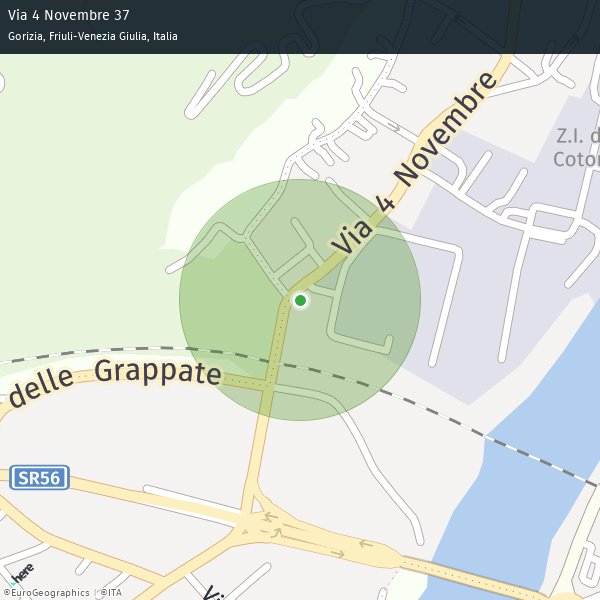 Via 4 Novembre 37
Gorizia, Friuli-Venezia Giulia, Italia
Via 4 Novembre
Z.I. d
Coton
delle Grappate
SR56
Vi
here
©EuroGeographics | ©ITA